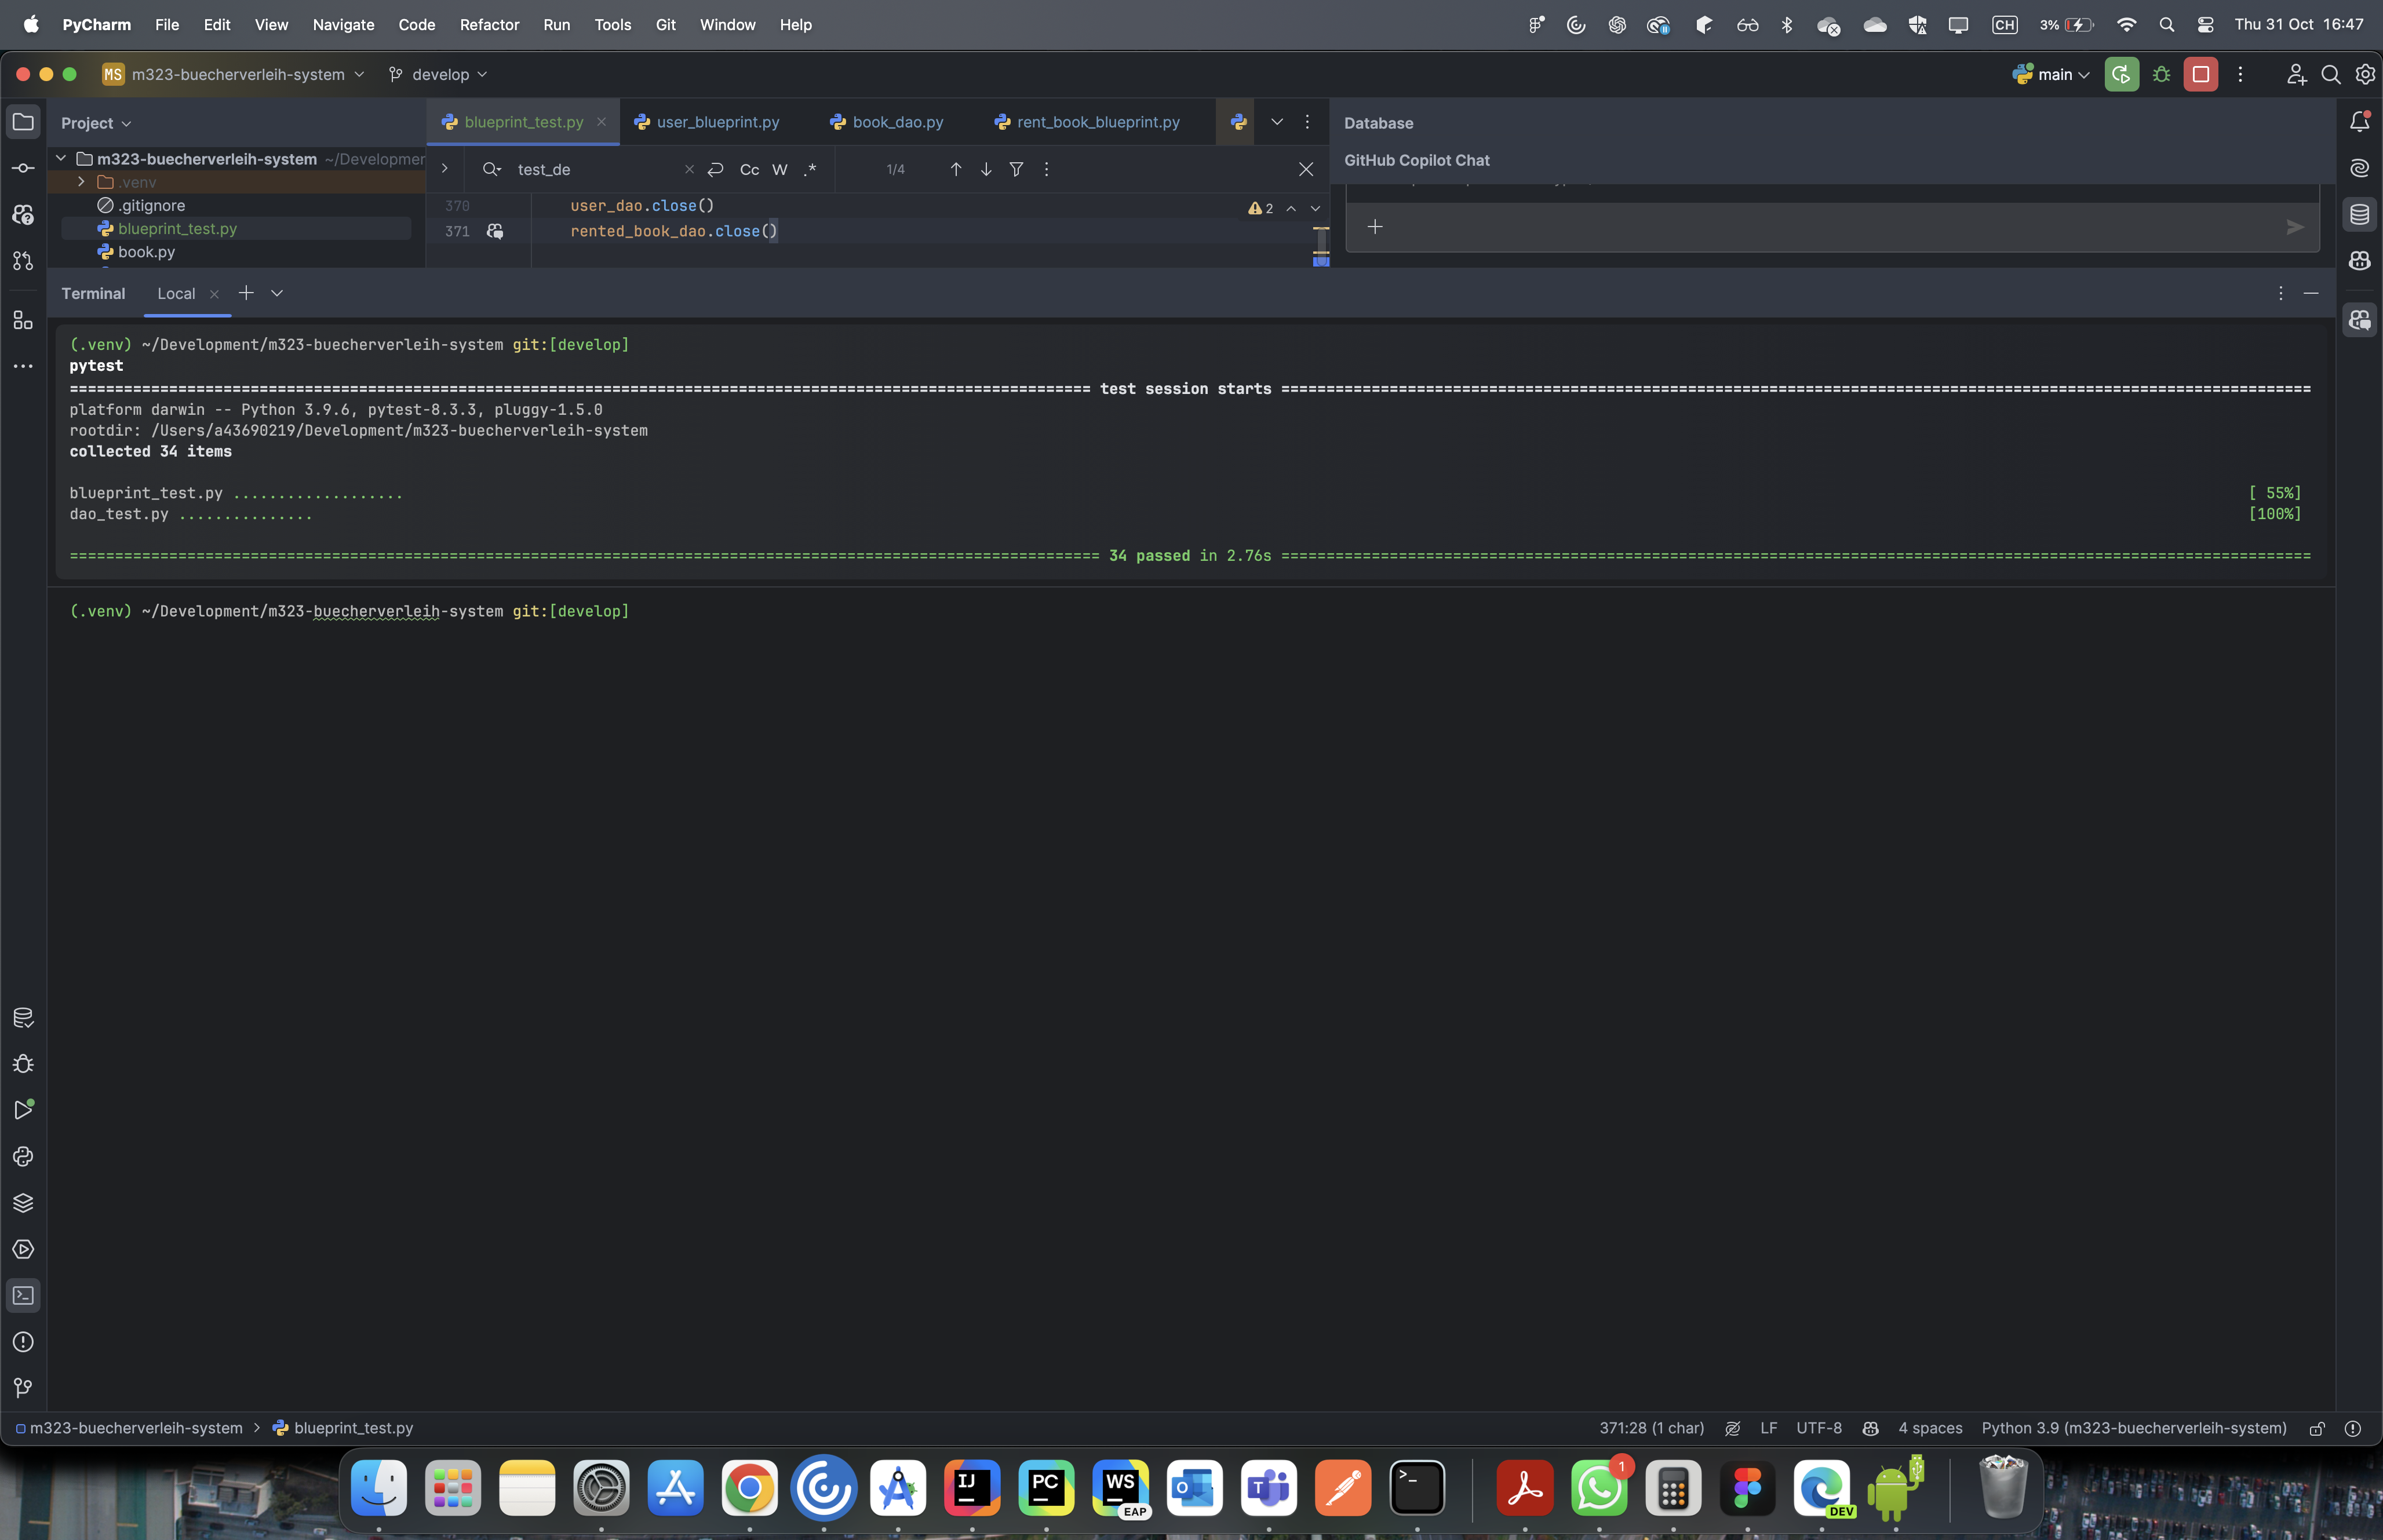 PyCharm File Edit View Navigate Code Refactor Run Tools Git Window Help CH 3% Thu 31 Oct 16:47
MS m323-buecherverleih-system develop main
Project
blueprint_test.py user_blueprint.py book_dao.py rent_book_blueprint.py
Database
m323-buecherverleih-system ~/Developmer
test_de Cc W .* 1/4
GitHub Copilot Chat
.venv
.gitignore
370 user_dao.close()
2
blueprint_test.py
371 rented_book_dao.close()
book.py
Terminal Local
(.venv) ~/Development/m323-buecherverleih-system git:[develop]
pytest
test session starts
platform darwin -- Python 3.9.6, pytest-8.3.3, pluggy-1.5.0
rootdir: /Users/a43690219/Development/m323-buecherverleih-system
collected 34 items
blueprint_test.py ................... [ 55%]
dao_test.py ............... [100%]
34 passed in 2.76s
(.venv) ~/Development/m323-buecherverleih-system git:[develop]
m323-buecherverleih-system > blueprint_test.py 371:28 (1 char) LF UTF-8 4 spaces Python 3.9 (m323-buecherverleih-system)
IJ PC WS EAP O T >_ 1 DEV